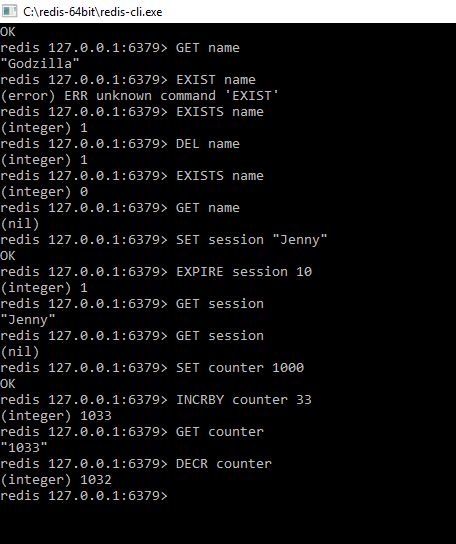 C:\redis-64bit\redis-cli.exe
OK
redis 127.0.0.1:6379> GET name
"Godzilla"
redis 127.0.0.1:6379> EXIST name
(error) ERR unknown command 'EXIST'
redis 127.0.0.1:6379> EXISTS name
(integer) 1
redis 127.0.0.1:6379> DEL name
(integer) 1
redis 127.0.0.1:6379> EXISTS name
(integer) 0
redis 127.0.0.1:6379> GET name
(nil)
redis 127.0.0.1:6379> SET session "Jenny"
OK
redis 127.0.0.1:6379> EXPIRE session 10
(integer) 1
redis 127.0.0.1:6379> GET session
"Jenny"
redis 127.0.0.1:6379> GET session
(nil)
redis 127.0.0.1:6379> SET counter 1000
OK
redis 127.0.0.1:6379> INCRBY counter 33
(integer) 1033
redis 127.0.0.1:6379> GET counter
"1033"
redis 127.0.0.1:6379> DECR counter
(integer) 1032
redis 127.0.0.1:6379>